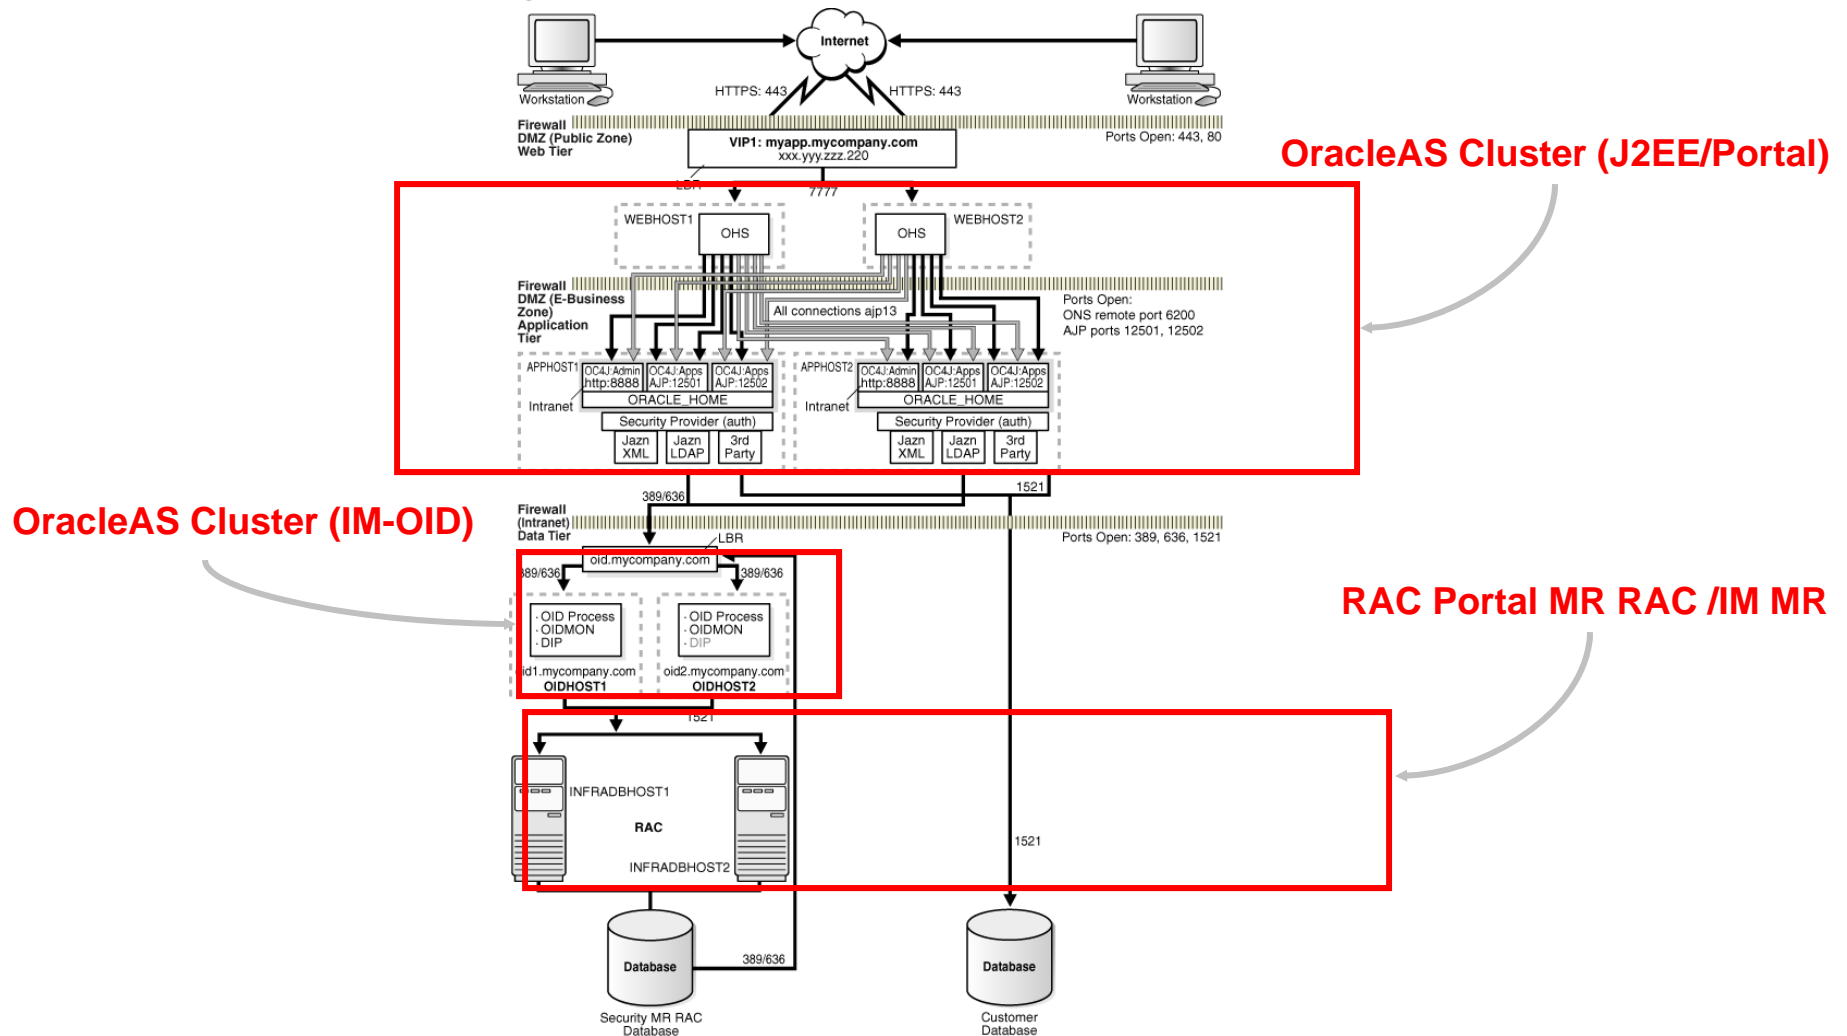 Internet
Workstation
Workstation
HTTPS: 443
HTTPS: 443
Firewall
DMZ (Public Zone)
Web Tier
VIP1: myapp.mycompany.com
xxx.yyy.zzz.220
Ports Open: 443, 80
OracleAS Cluster (J2EE/Portal)
LBR
7777
WEBHOST1
OHS
OHS
WEBHOST2
Firewall
DMZ (E-Business
Zone)
Application
Tier
All connections ajp13
Ports Open:
ONS remote port 6200
AJP ports 12501, 12502
APPHOST1
OC4J:Admin
http:8888
OC4J:Apps
AJP:12501
OC4J:Apps
AJP:12502
ORACLE_HOME
Intranet
Security Provider (auth)
Jazn
XML
Jazn
LDAP
3rd
Party
APPHOST2
OC4J:Admin
http:8888
OC4J:Apps
AJP:12501
OC4J:Apps
AJP:12502
ORACLE_HOME
Intranet
Security Provider (auth)
Jazn
XML
Jazn
LDAP
3rd
Party
389/636
1521
OracleAS Cluster (IM-OID)
Firewall
(Intranet)
Data Tier
LBR
Ports Open: 389, 636, 1521
oid.mycompany.com
389/636
389/636
· OID Process
· OIDMON
· DIP
oid1.mycompany.com
OIDHOST1
· OID Process
· OIDMON
· DIP
oid2.mycompany.com
OIDHOST2
RAC Portal MR RAC /IM MR
1521
INFRADBHOST1
RAC
INFRADBHOST2
1521
Database
389/636
Database
Security MR RAC
Database
Customer
Database